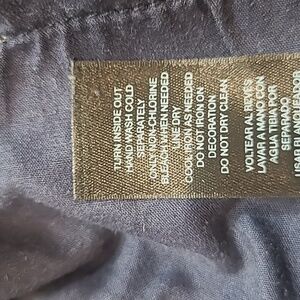 TURN INSIDE OUT
HAND WASH COLD
SEPARATELY
ONLY NON-CHLORINE
BLEACH WHEN NEEDED
LINE DRY
COOL IRON AS NEEDED
DO NOT IRON ON
DECORATION
DO NOT DRY CLEAN
VOLTEAR AL REVES
LAVAR A MANO CON
AGUA TRIA POR
SEPARADO